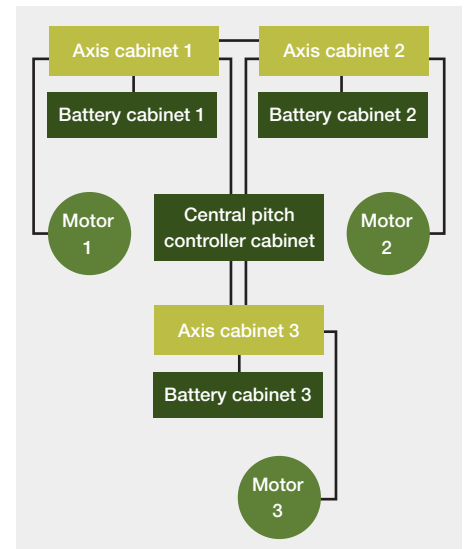 Axis cabinet 1
Axis cabinet 2
Battery cabinet 1
Battery cabinet 2
Motor
1
Central pitch
controller cabinet
Motor
2
Axis cabinet 3
Battery cabinet 3
Motor
3